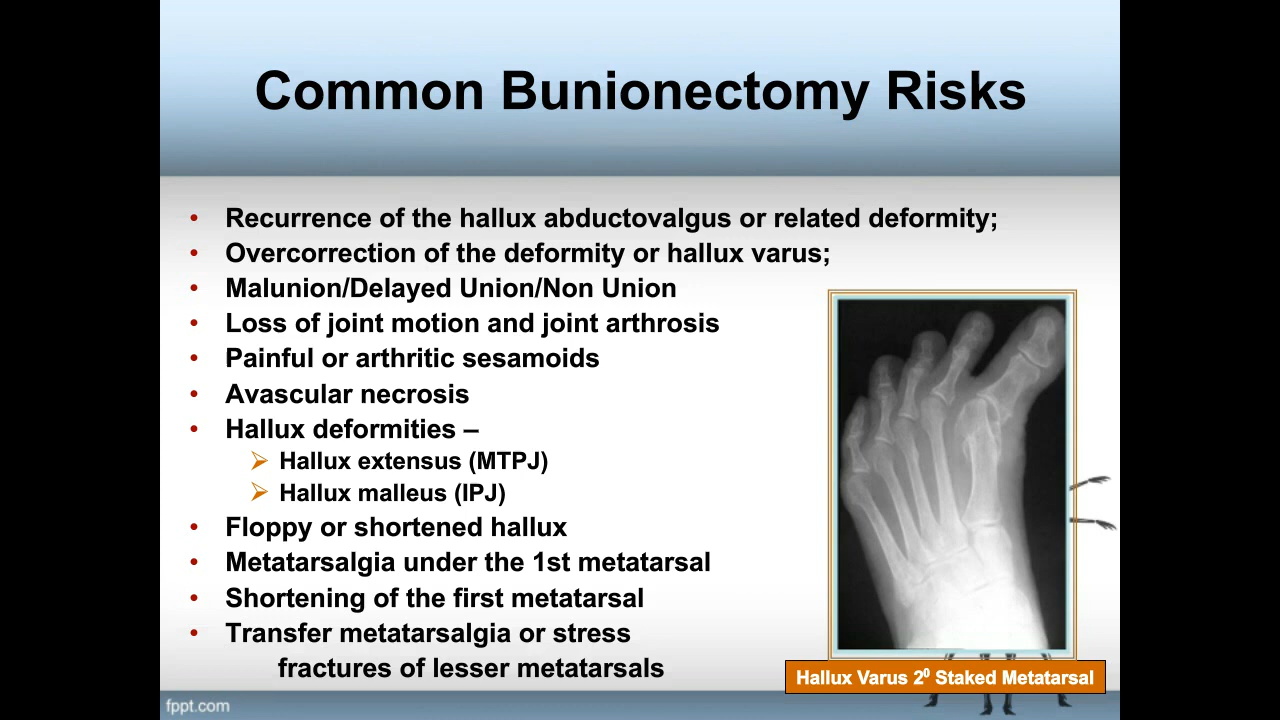 Common Bunionectomy Risks
• Recurrence of the hallux abductovalgus or related deformity;
• Overcorrection of the deformity or hallux varus;
• Malunion/Delayed Union/Non Union
• Loss of joint motion and joint arthrosis
• Painful or arthritic sesamoids
• Avascular necrosis
• Hallux deformities –
➢ Hallux extensus (MTPJ)
➢ Hallux malleus (IPJ)
• Floppy or shortened hallux
• Metatarsalgia under the 1st metatarsal
• Shortening of the first metatarsal
• Transfer metatarsalgia or stress
fractures of lesser metatarsals
Hallux Varus 2⁰ Staked Metatarsal
fppt.com